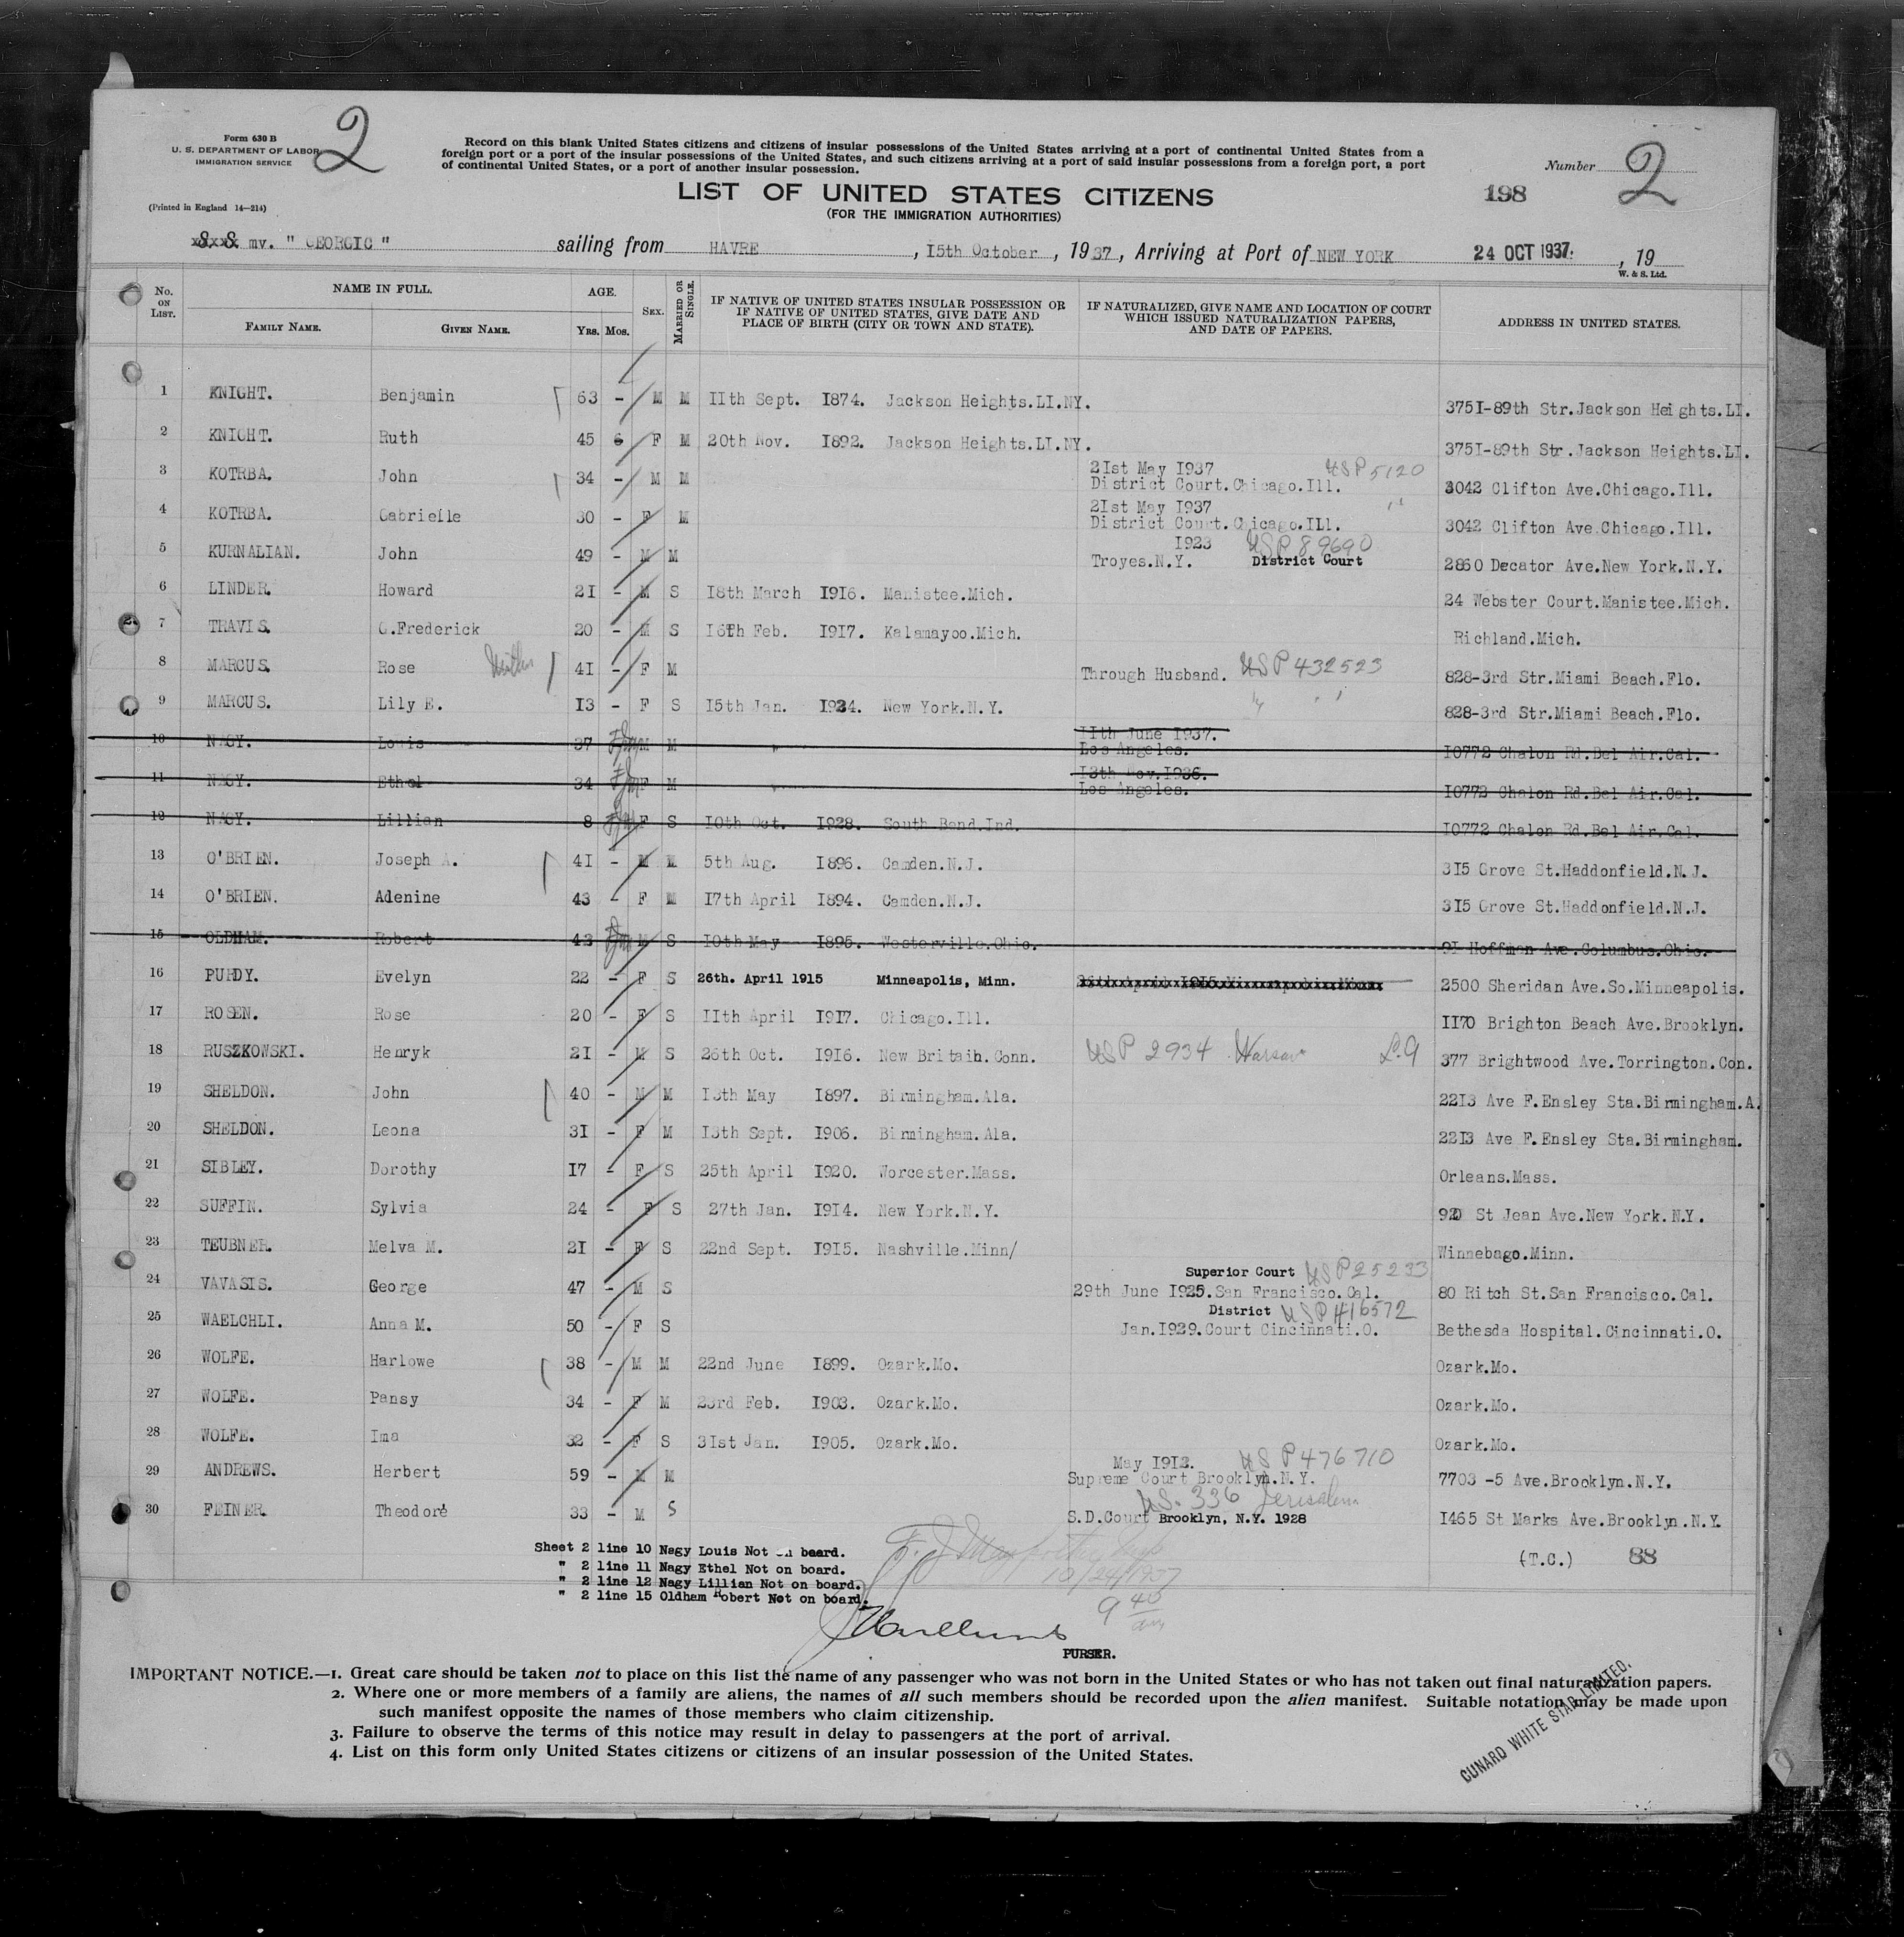 Form 630 B
U. S. DEPARTMENT OF LABOR
IMMIGRATION SERVICE
(Printed in England 14—214)
2
Record on this blank United States citizens and citizens of insular possessions of the United States arriving at a port of continental United States from a
foreign port or a port of the insular possessions of the United States, and such citizens arriving at a port of said insular possessions from a foreign port, a port
of continental United States, or a port of another insular possession.
Number 2
LIST OF UNITED STATES CITIZENS
198
(FOR THE IMMIGRATION AUTHORITIES)
S S mv. " GEORGIC " sailing from HAVRE , 15th October , 1937, Arriving at Port of NEW YORK 24 OCT 1937. , 19
W. & S. Ltd.
No. ON LIST. NAME IN FULL. FAMILY NAME. GIVEN NAME. AGE. Yrs. Mos. SEX. MARRIED OR SINGLE. IF NATIVE OF UNITED STATES INSULAR POSSESSION OR IF NATIVE OF UNITED STATES, GIVE DATE AND PLACE OF BIRTH (CITY OR TOWN AND STATE). IF NATURALIZED, GIVE NAME AND LOCATION OF COURT WHICH ISSUED NATURALIZATION PAPERS, AND DATE OF PAPERS. ADDRESS IN UNITED STATES.
1 KNIGHT. Benjamin 63 - M M 11th Sept. 1874. Jackson Heights.LI.NY. 3751-89th Str.Jackson Heights.LI.
2 KNIGHT. Ruth 45 6 F M 20th Nov. 1892. Jackson Heights.LI.NY. 3751-89th Str.Jackson Heights.LI.
3 KOTRBA. John 34 - M M 21st May 1937 USP 5120 District Court.Chicago.Ill. 3042 Clifton Ave.Chicago.Ill.
4 KOTRBA. Gabrielle 30 - F M 21st May 1937 " District Court.Chicago.Ill. 3042 Clifton Ave.Chicago.Ill.
5 KURNALIAN. John 49 - M M 1923 USP 89690 Troyes.N.Y. District Court 2860 Decator Ave.New York.N.Y.
6 LINDER. Howard 21 - M S 18th March 1916. Manistee.Mich. 24 Webster Court.Manistee.Mich.
7 TRAVIS. G.Frederick 20 - M S 16th Feb. 1917. Kalamayoo.Mich. Richland.Mich.
8 MARCUS. Rose 41 - F M Through Husband. USP 432523 828-3rd Str.Miami Beach.Flo.
9 MARCUS. Lily E. 13 - F S 15th Jan. 1924. New York.N.Y. " " 828-3rd Str.Miami Beach.Flo.
10 NAGY. Louis 37 M M 11th June 1937. Los Angeles. 10772 Chalon Rd.Bel Air.Cal.
11 NAGY. Ethel 34 F M 13th Nov.1936. Los Angeles. 10772 Chalon Rd.Bel Air.Cal.
12 NAGY. Lillian 8 F S 10th Oct. 1928. South Bend.Ind. 10772 Chalon Rd.Bel Air.Cal.
13 O'BRIEN. Joseph A. 41 - M M 5th Aug. 1896. Camden.N.J. 315 Grove St.Haddonfield.N.J.
14 O'BRIEN. Adenine 43 - F M 17th April 1894. Camden.N.J. 315 Grove St.Haddonfield.N.J.
15 OLDHAM. Robert 42 M S 10th May 1895. Westerville.Ohio. 91 Hoffman Ave.Columbus.Ohio.
16 PURDY. Evelyn 22 - F S 26th. April 1915 Minneapolis, Minn. 2500 Sheridan Ave.So.Minneapolis.
17 ROSEN. Rose 20 - F S 11th April 1917. Chicago.Ill. 1170 Brighton Beach Ave.Brooklyn.
18 RUSZKOWSKI. Henryk 21 - M S 26th Oct. 1916. New Britain.Conn. USP 2934 Warsaw L.9 377 Brightwood Ave.Torrington.Con.
19 SHELDON. John 40 - M M 13th May 1897. Birmingham.Ala. 2213 Ave F.Ensley Sta.Birmingham.A.
20 SHELDON. Leona 31 - F M 13th Sept. 1906. Birmingham.Ala. 2213 Ave F.Ensley Sta.Birmingham.
21 SIBLEY. Dorothy 17 - F S 25th April 1920. Worcester.Mass. Orleans.Mass.
22 SUFFIN. Sylvia 24 - F S 27th Jan. 1914. New York.N.Y. 920 St Jean Ave.New York.N.Y.
23 TEUBNER. Melva M. 21 - F S 22nd Sept. 1915. Nashville.Minn/ Winnebago.Minn.
24 VAVASIS. George 47 - M S Superior Court USP 25233 29th June 1925.San Francisco.Cal. 80 Ritch St.San Francisco.Cal.
25 WAELCHLI. Anna M. 50 - F S District USP 416572 Jan.1929.Court Cincinnati.O. Bethesda Hospital.Cincinnati.O.
26 WOLFE. Harlowe 38 - M M 22nd June 1899. Ozark.Mo. Ozark.Mo.
27 WOLFE. Pansy 34 - F M 23rd Feb. 1903. Ozark.Mo. Ozark.Mo.
28 WOLFE. Ima 32 - F S 31st Jan. 1905. Ozark.Mo. Ozark.Mo.
29 ANDREWS. Herbert 59 - M M May 1912. USP 476710 Supreme Court Brooklyn.N.Y. 7703 -5 Ave.Brooklyn.N.Y.
30 FEINER. Theodore 33 - M S US. 336 Jerisalem S.D.Court Brooklyn, N.Y. 1928 1465 St Marks Ave.Brooklyn.N.Y.
Sheet 2 line 10 Nagy Louis Not on board.
" 2 line 11 Nagy Ethel Not on board.
" 2 line 12 Nagy Lillian Not on board.
" 2 line 15 Oldham Robert Not on board.
(T.C.) 88
10/24/1937
9 40 am
PURSER.
IMPORTANT NOTICE.—1. Great care should be taken not to place on this list the name of any passenger who was not born in the United States or who has not taken out final naturalization papers.
2. Where one or more members of a family are aliens, the names of all such members should be recorded upon the alien manifest. Suitable notation may be made upon
such manifest opposite the names of those members who claim citizenship.
3. Failure to observe the terms of this notice may result in delay to passengers at the port of arrival.
4. List on this form only United States citizens or citizens of an insular possession of the United States.
CUNARD WHITE STAR LIMITED.